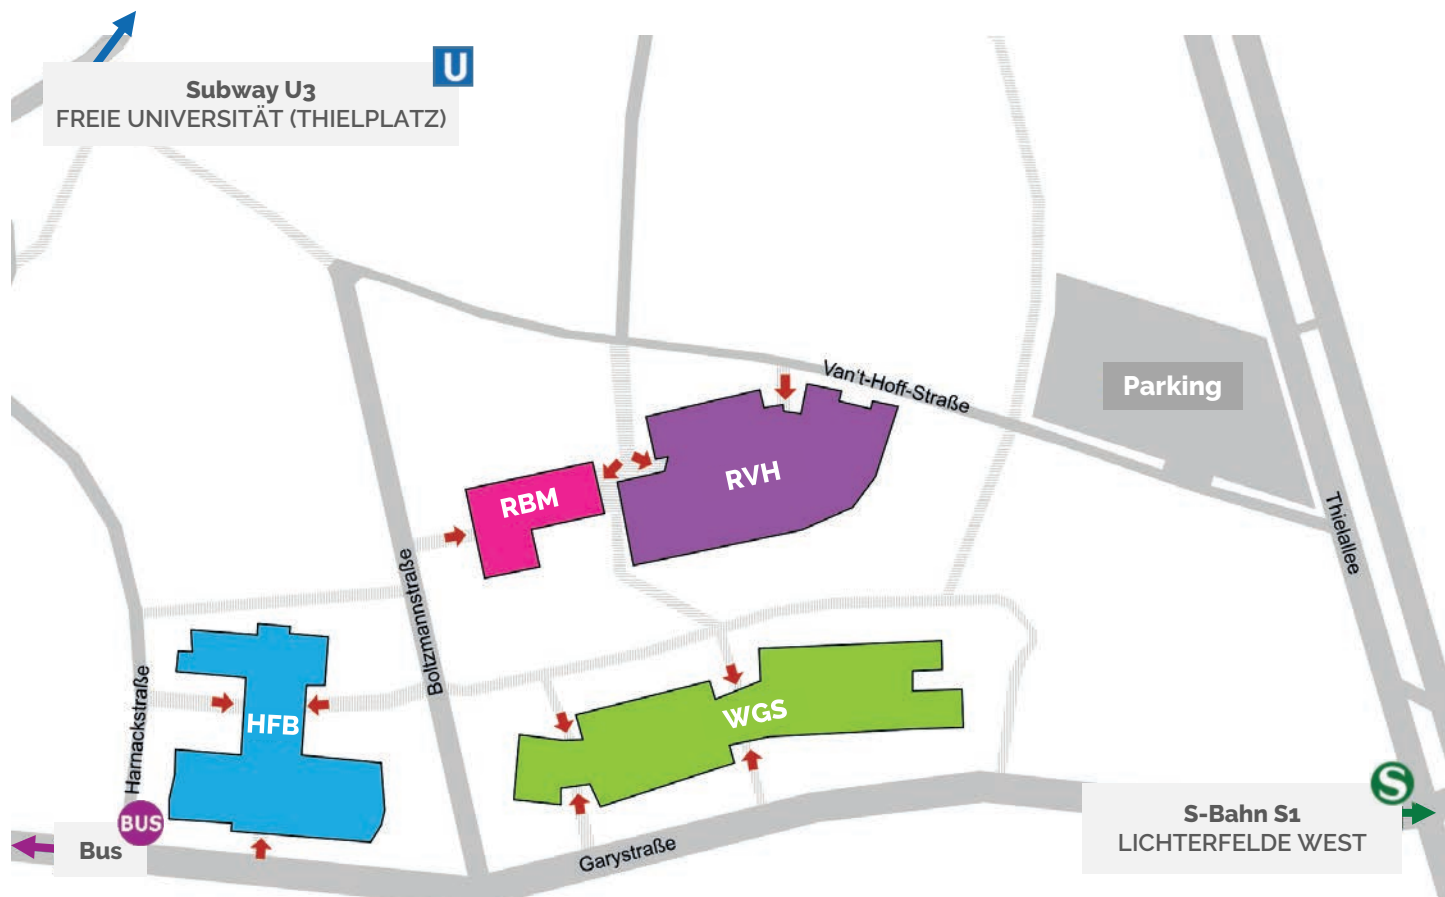 U
Subway U3
FREIE UNIVERSITÄT (THIELPLATZ)
Van't-Hoff-Straße
Parking
RVH
RBM
Thielallee
Boltzmannstraße
Harnackstraße
HFB
WGS
S
BUS
Bus
Garystraße
S-Bahn S1
LICHTERFELDE WEST